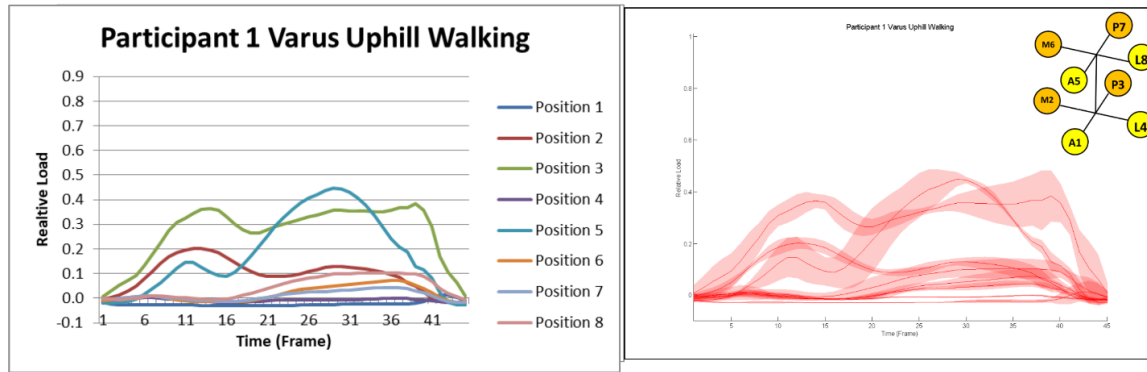 Participant 1 Varus Uphill Walking
0.9
0.8
0.7
0.6
0.5
0.4
0.3
0.2
0.1
0.0
-0.1
1 6 11 16 21 26 31 36 41
Time (Frame)
Realtive Load
Position 1
Position 2
Position 3
Position 4
Position 5
Position 6
Position 7
Position 8
Participant 1 Varus Uphill Walking
1
0.8
0.6
0.4
0.2
0
5 10 15 20 25 30 35 40 45
Time (Frame)
Relative Load
P7
M6
L8
A5
P3
M2
L4
A1